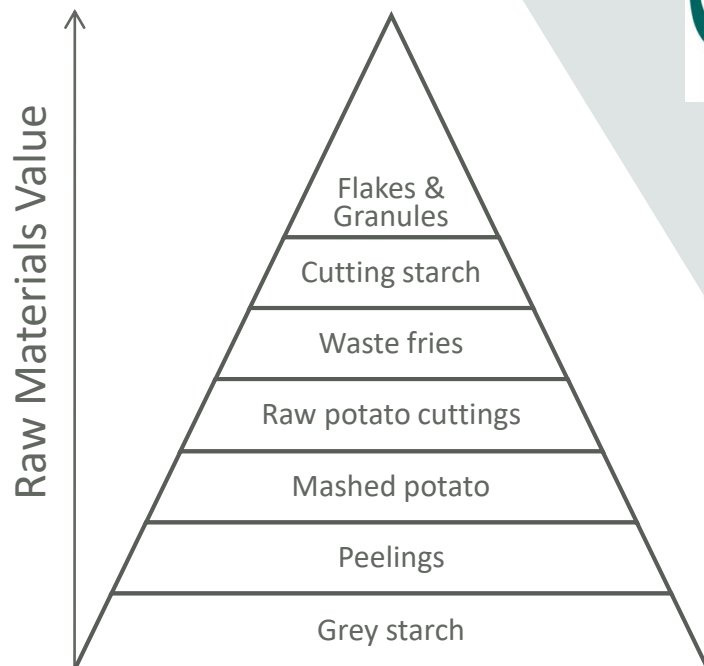 Raw Materials Value
Flakes &
Granules
Cutting starch
Waste fries
Raw potato cuttings
Mashed potato
Peelings
Grey starch